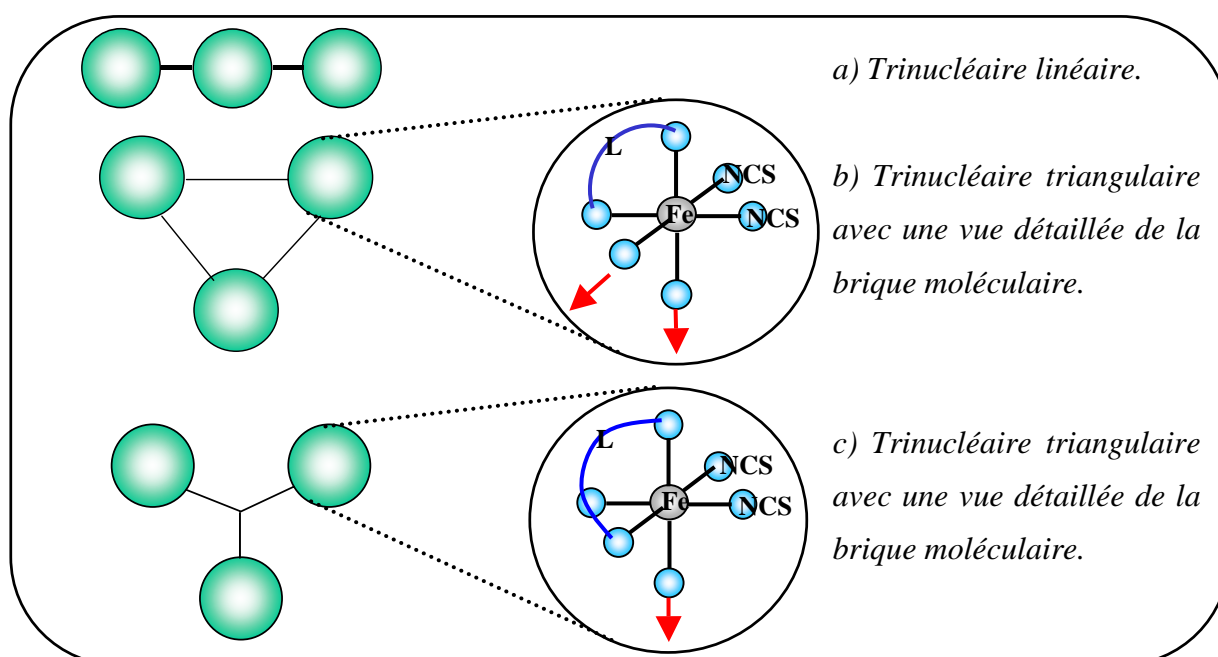 a) Trinucléaire linéaire.
L
NCS
Fe
NCS
b) Trinucléaire triangulaire
avec une vue détaillée de la
brique moléculaire.
L
NCS
Fe
NCS
c) Trinucléaire triangulaire
avec une vue détaillée de la
brique moléculaire.